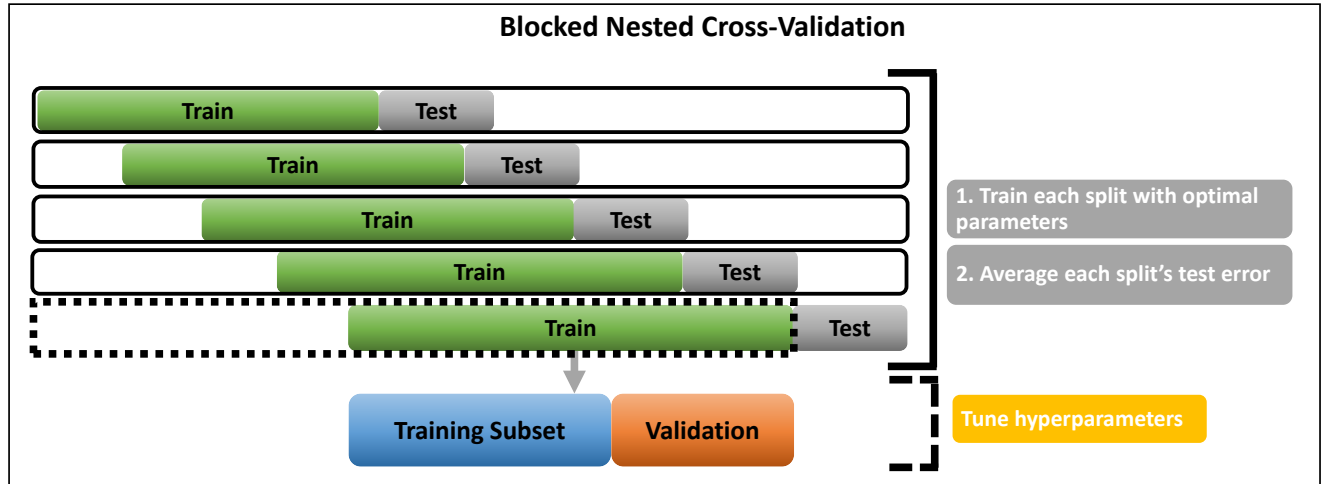 Blocked Nested Cross-Validation
Train Test
Train Test
Train Test
Train Test
Train Test
1. Train each split with optimal
parameters
2. Average each split's test error
Training Subset Validation
Tune hyperparameters